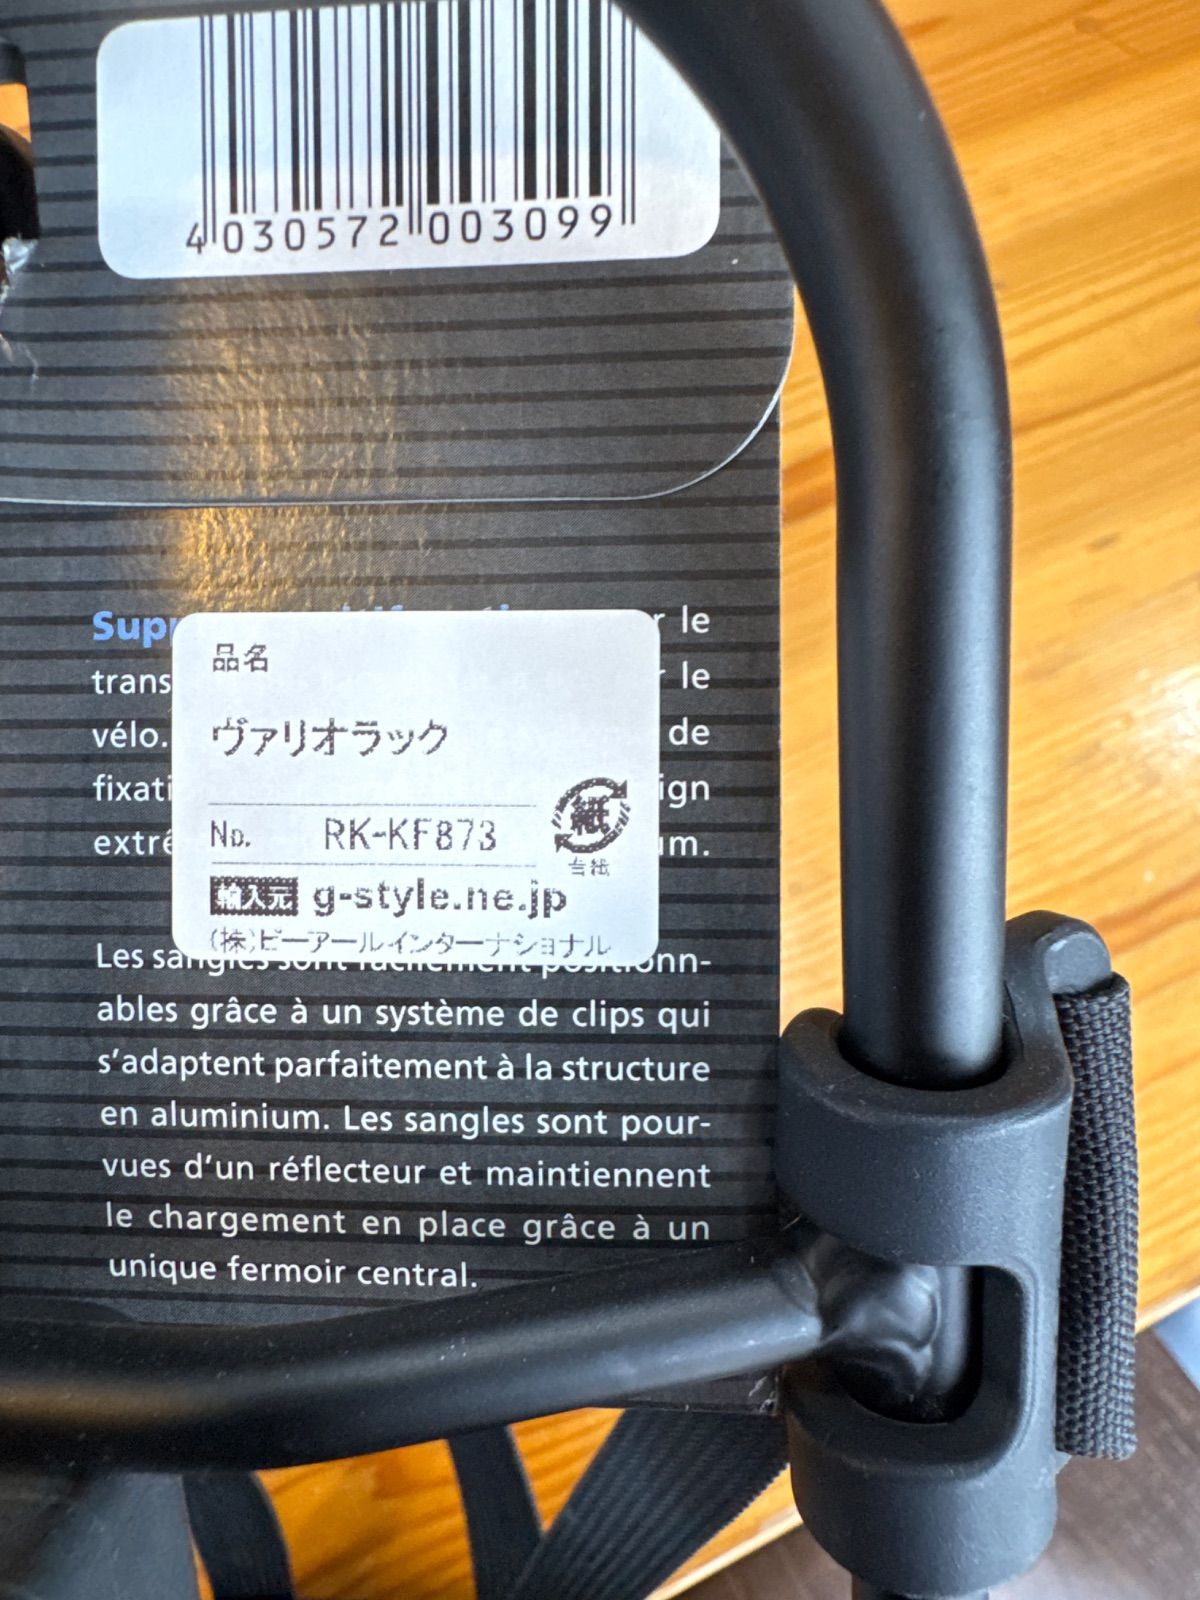 4 030572 003099
Sup
le
品名
trans
le
ヴァリオラック
vélo.
de
fixati
ign
紙
No. RK-KF873
extrê
um.
台紙
輸入元 g-style.ne.jp
(株)ピーアールインターナショナル
Les sangles sont facilement positionn-
ables grâce à un système de clips qui
s'adaptent parfaitement à la structure
en aluminium. Les sangles sont pour-
vues d'un réflecteur et maintiennent
le chargement en place grâce à un
unique fermoir central.